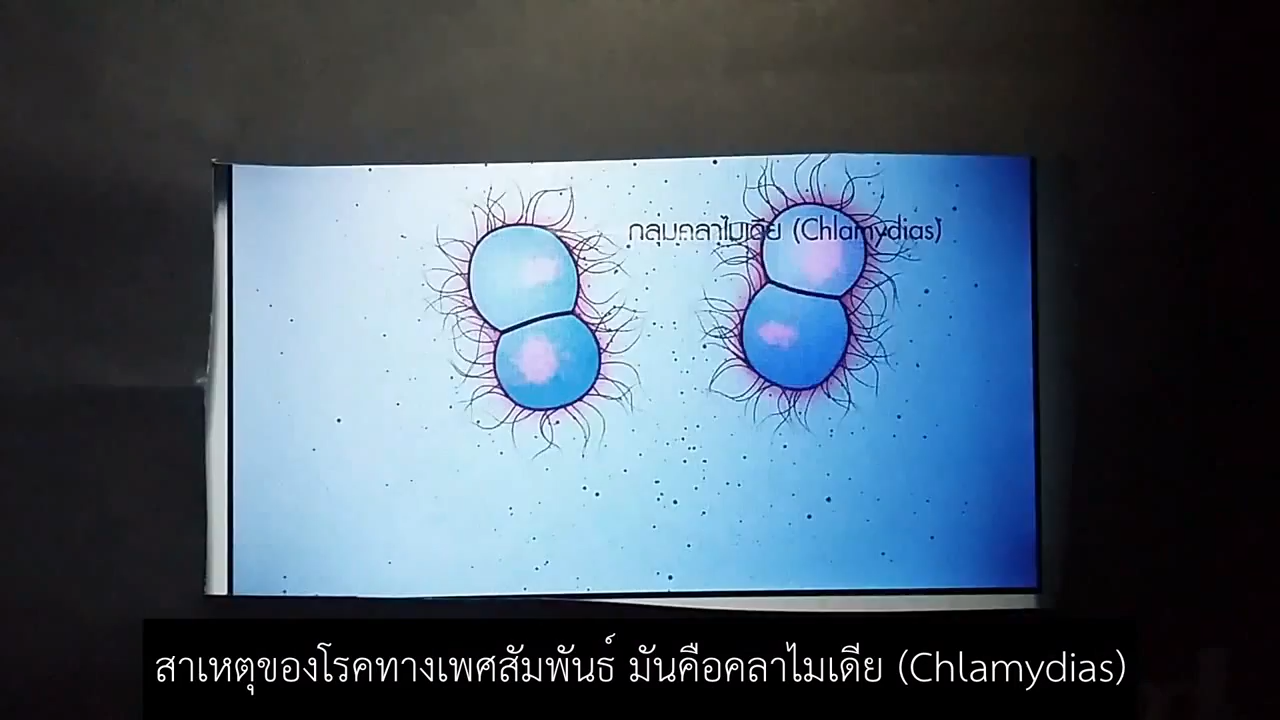 กลุ่มคลาไมเดีย (Chlamydias)
สาเหตุของโรคทางเพศสัมพันธ์ มันคือคลาไมเดีย (Chlamydias)